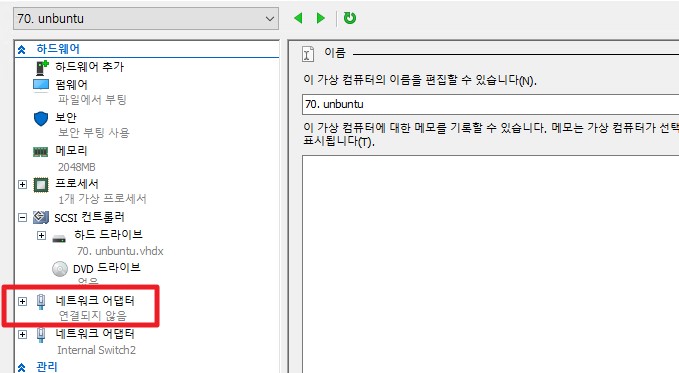 70. unbuntu
하드웨어
하드웨어 추가
펌웨어
파일에서 부팅
보안
보안 부팅 사용
메모리
2048MB
프로세서
1개 가상 프로세서
SCSI 컨트롤러
하드 드라이브
70. unbuntu.vhdx
DVD 드라이브
없음
네트워크 어댑터
연결되지 않음
네트워크 어댑터
Internal Switch2
관리
이름
이 가상 컴퓨터의 이름을 편집할 수 있습니다(N).
70. unbuntu
이 가상 컴퓨터에 대한 메모를 기록할 수 있습니다. 메모는 가상 컴퓨터가 선택
표시됩니다(T).